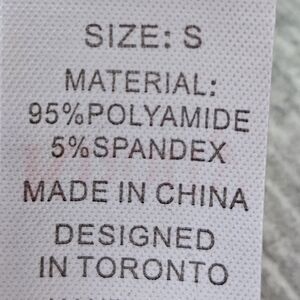 SIZE: S
MATERIAL:
95%POLYAMIDE
5%SPANDEX
MADE IN CHINA
DESIGNED
IN TORONTO